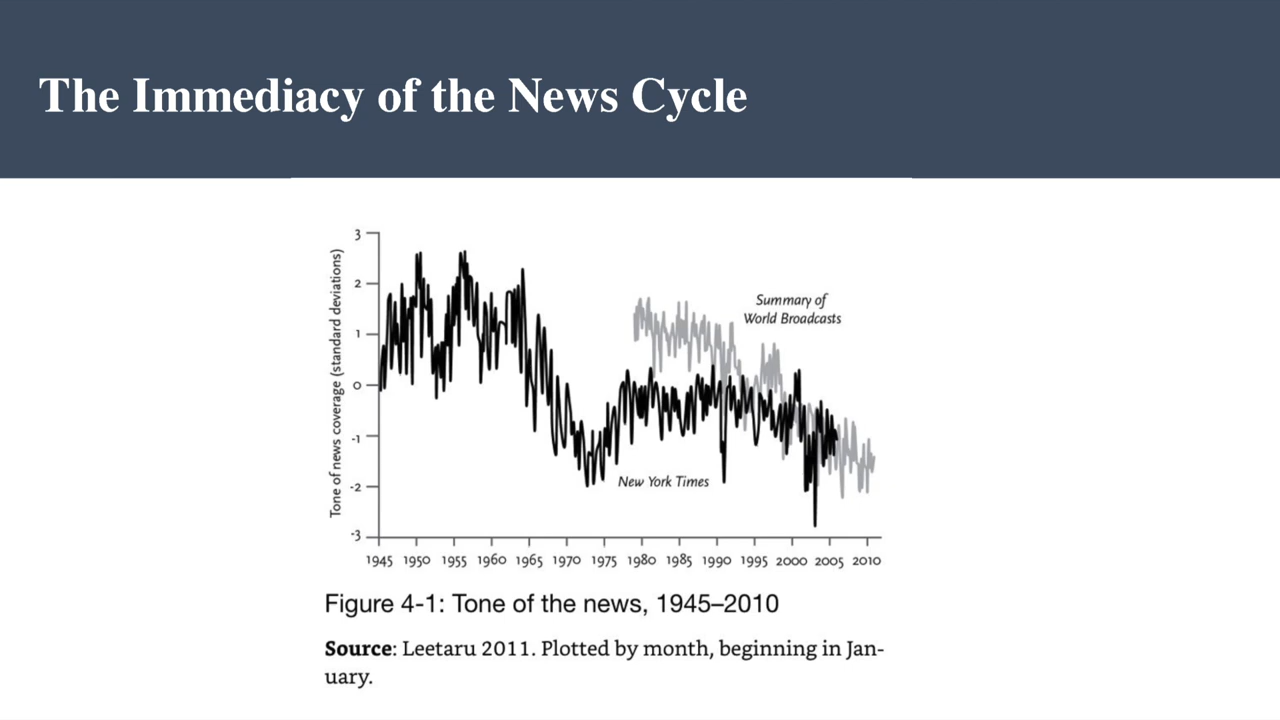 The Immediacy of the News Cycle
Tone of news coverage (standard deviations)
3
2
1
0
-1
-2
-3
Summary of
World Broadcasts
New York Times
1945 1950 1955 1960 1965 1970 1975 1980 1985 1990 1995 2000 2005 2010
Figure 4-1: Tone of the news, 1945–2010
Source: Leetaru 2011. Plotted by month, beginning in Jan-
uary.